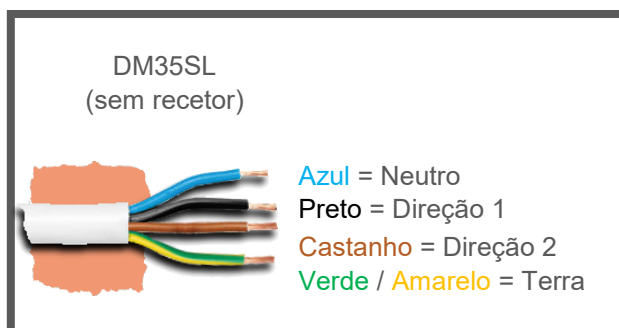 DM35SL
(sem recetor)
Azul = Neutro
Preto = Direção 1
Castanho = Direção 2
Verde / Amarelo = Terra